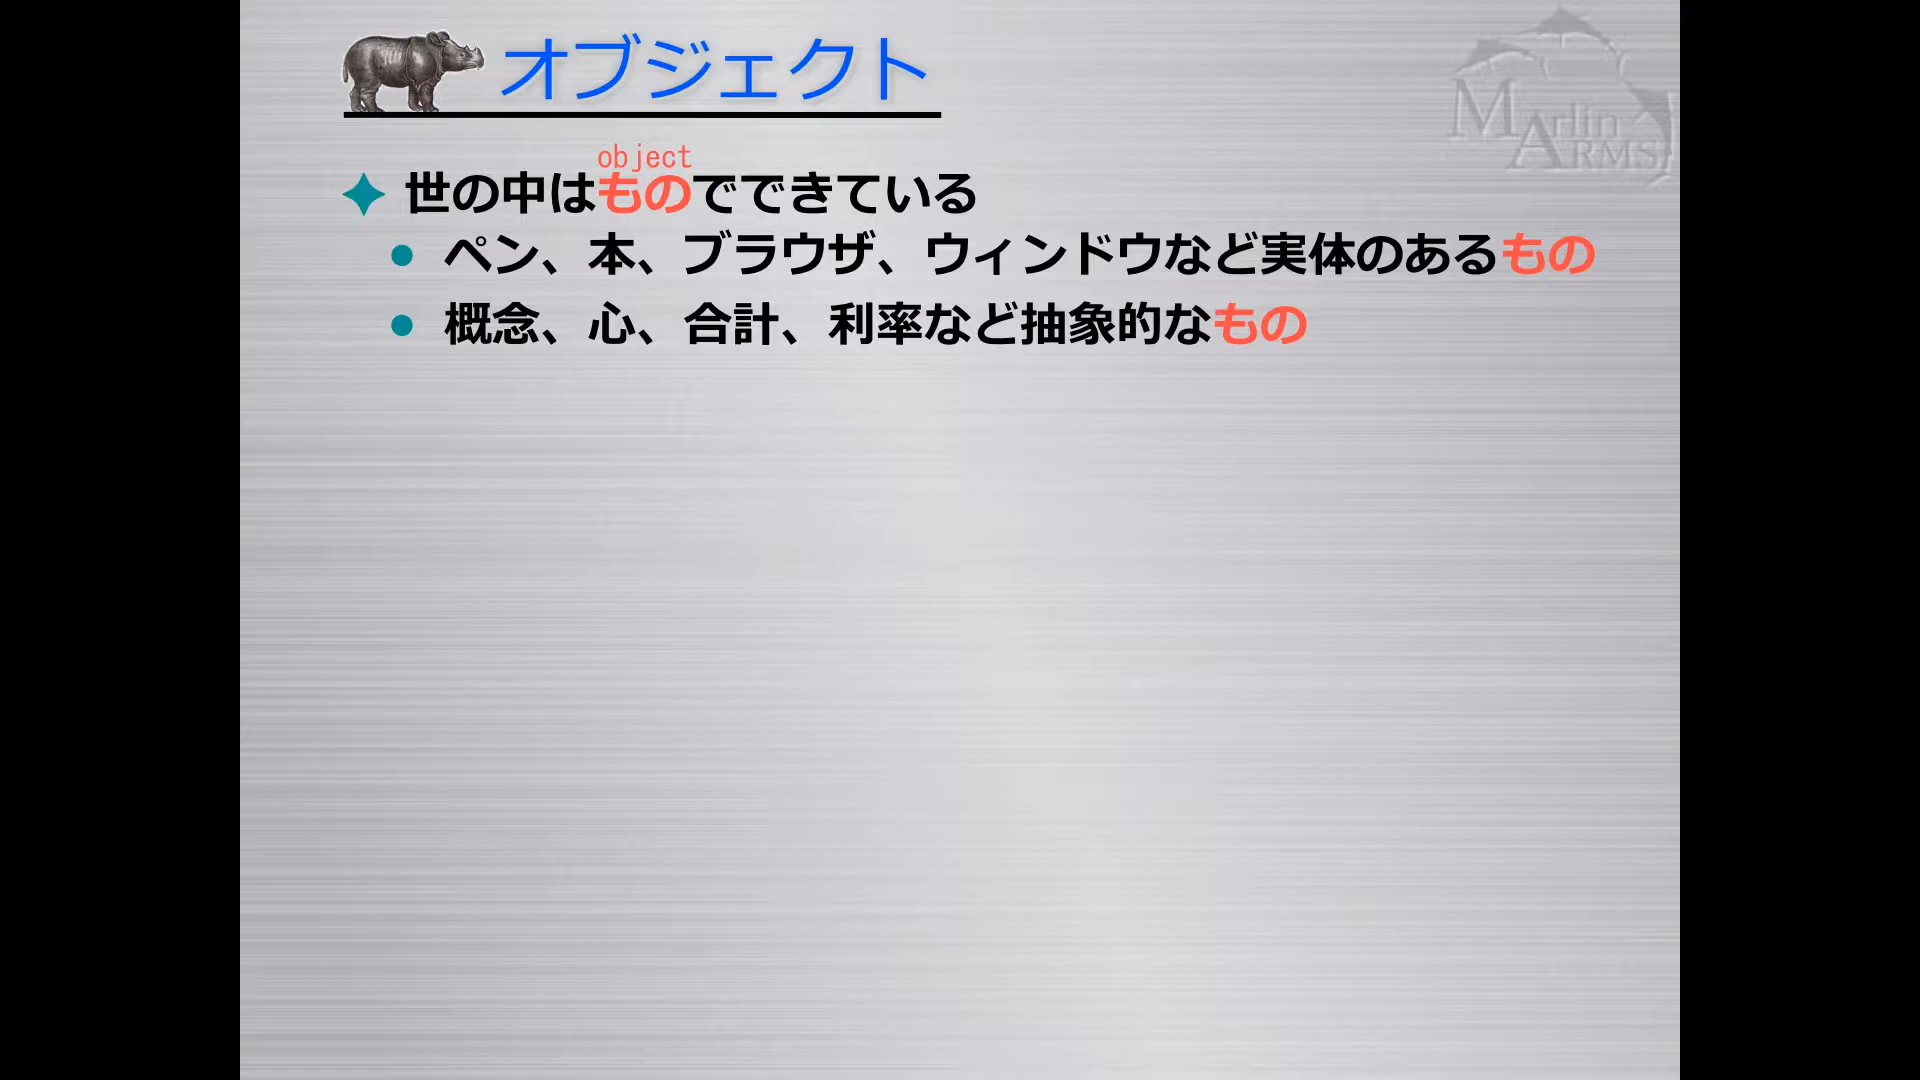 オブジェクト
Marlin
ARMS
object
世の中はものでできている
ペン、本、ブラウザ、ウィンドウなど実体のあるもの
概念、心、合計、利率など抽象的なもの